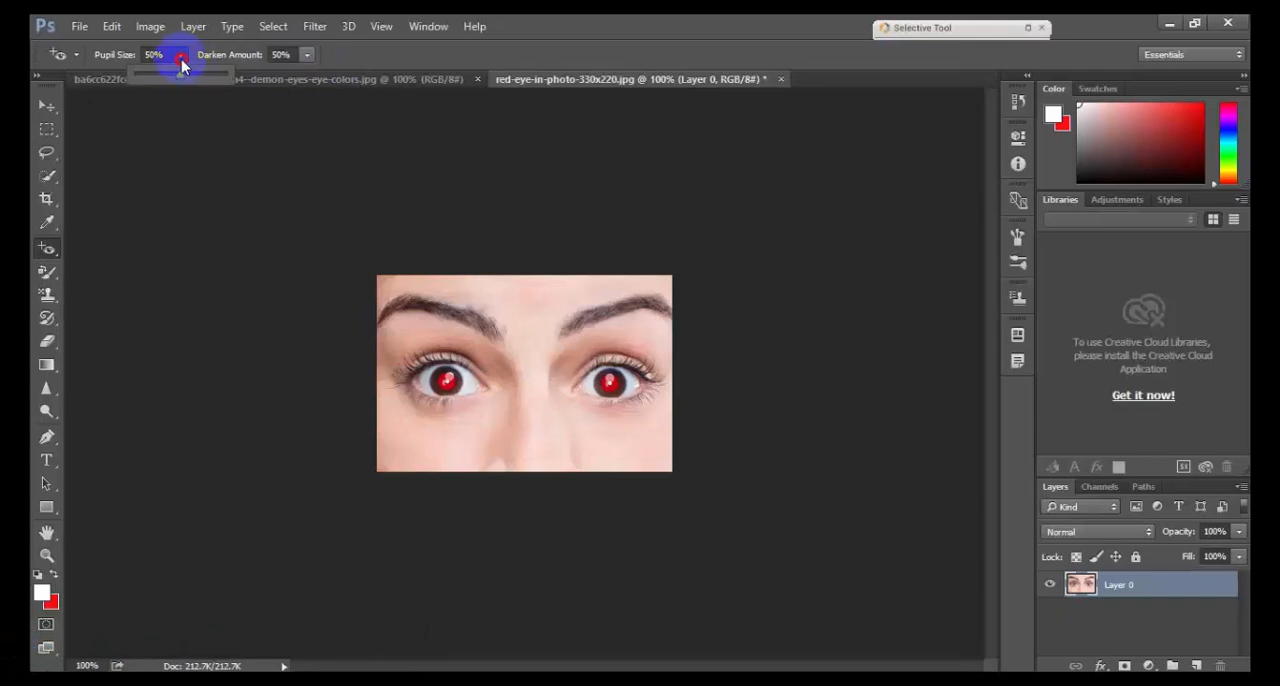 Ps File Edit Image Layer Type Select Filter 3D View Window Help
Selective Tool
Pupil Size: 50% Darken Amount: 50%
Essentials
4--demon-eyes-eye-colors.jpg @ 100% (RGB/8#) ×
red-eye-in-photo-330x220.jpg @ 100% (Layer 0, RGB/8#) * ×
Color Swatches
Libraries Adjustments Styles
To use Creative Cloud Libraries,
please install the Creative Cloud
Application
Get it now!
Layers Channels Paths
Kind
Normal Opacity: 100%
Lock: Fill: 100%
Layer 0
100% Doc: 212.7K/212.7K